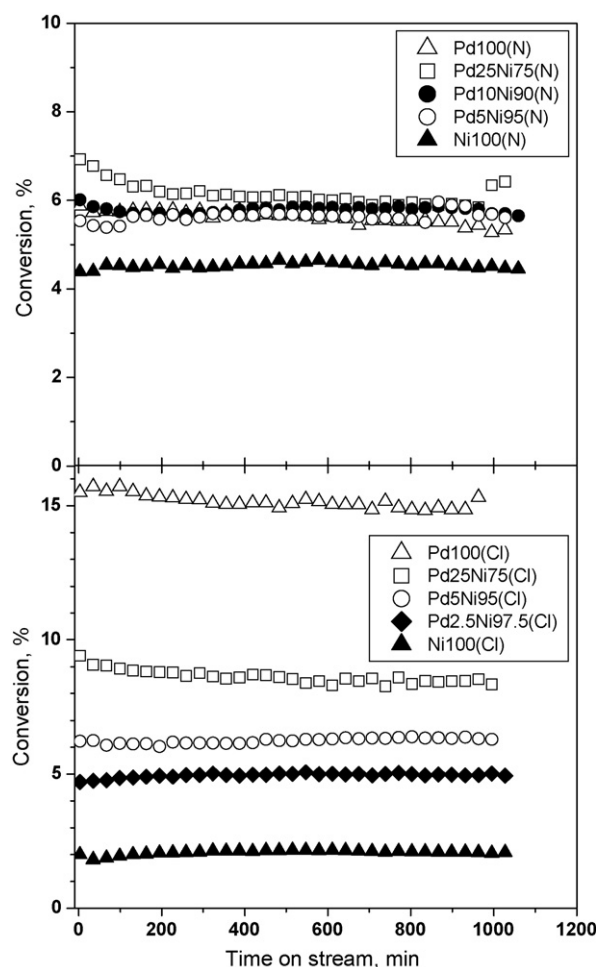 10
8
6
4
2
0
Conversion, %
Pd100(N)
Pd25Ni75(N)
Pd10Ni90(N)
Pd5Ni95(N)
Ni100(N)
15
10
5
0
Conversion, %
Pd100(Cl)
Pd25Ni75(Cl)
Pd5Ni95(Cl)
Pd2.5Ni97.5(Cl)
Ni100(Cl)
0 200 400 600 800 1000 1200
Time on stream, min